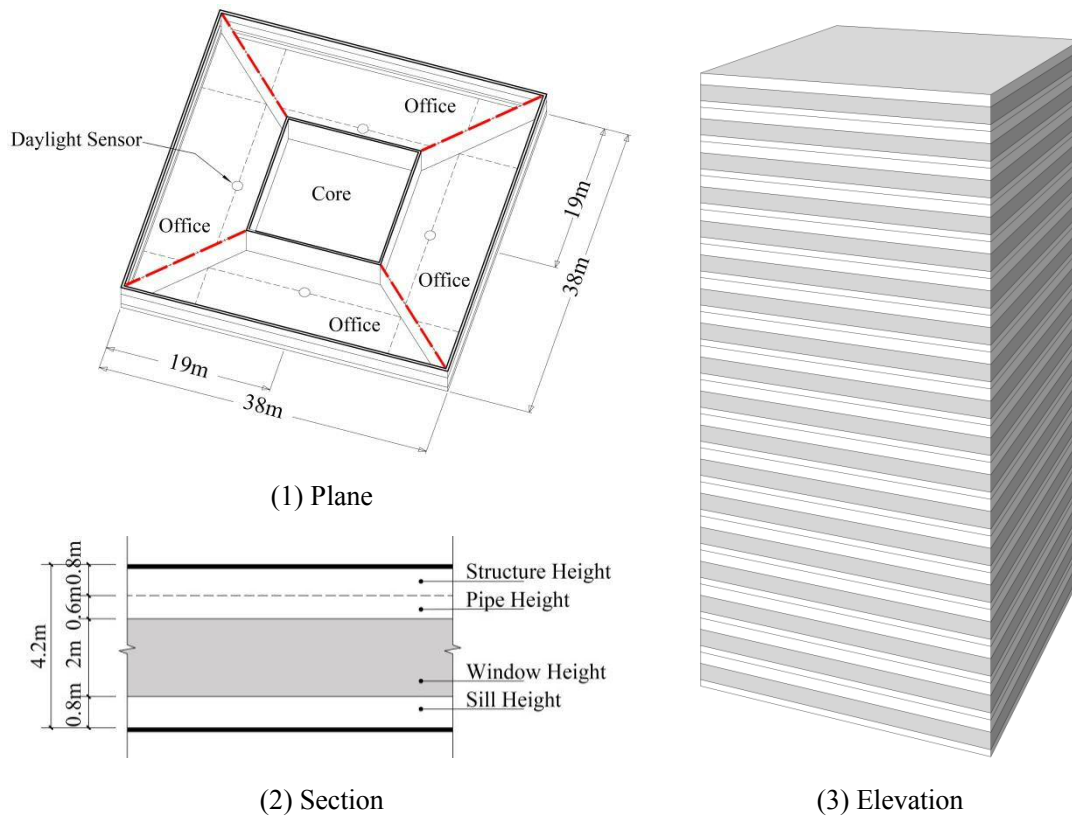 Office
Daylight Sensor
Core
19m
38m
Office
Office
Office
19m
38m
(1) Plane
0.8m
Structure Height
0.6m
Pipe Height
4.2m
2m
Window Height
0.8m
Sill Height
(2) Section
(3) Elevation